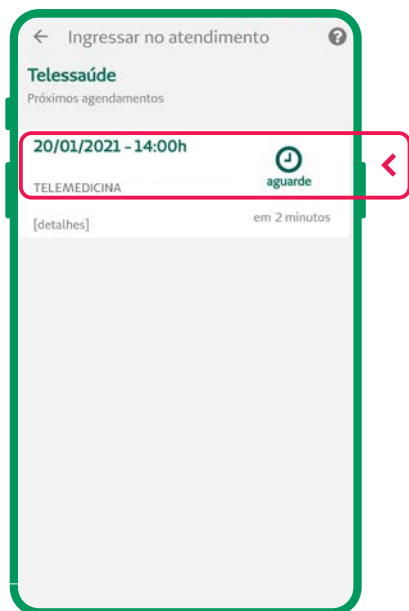 Ingressar no atendimento
Telessaúde
Próximos agendamentos
20/01/2021 - 14:00h
aguarde
TELEMEDICINA
em 2 minutos
[detalhes]